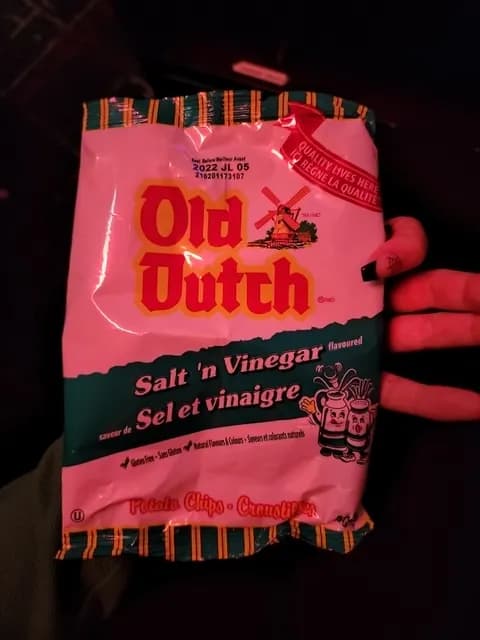 Best Before/Meilleur Avant
2022 JL 05
QUALITY LIVES HERE
ICI RÈGNE LA QUALITÉ
Old
Dutch
Salt 'n Vinegar flavoured
saveur de Sel et vinaigre
Gluten Free - Sans Gluten Natural Flavours & Colours - Saveurs et colorants naturels
Potato Chips - Croustilles
U